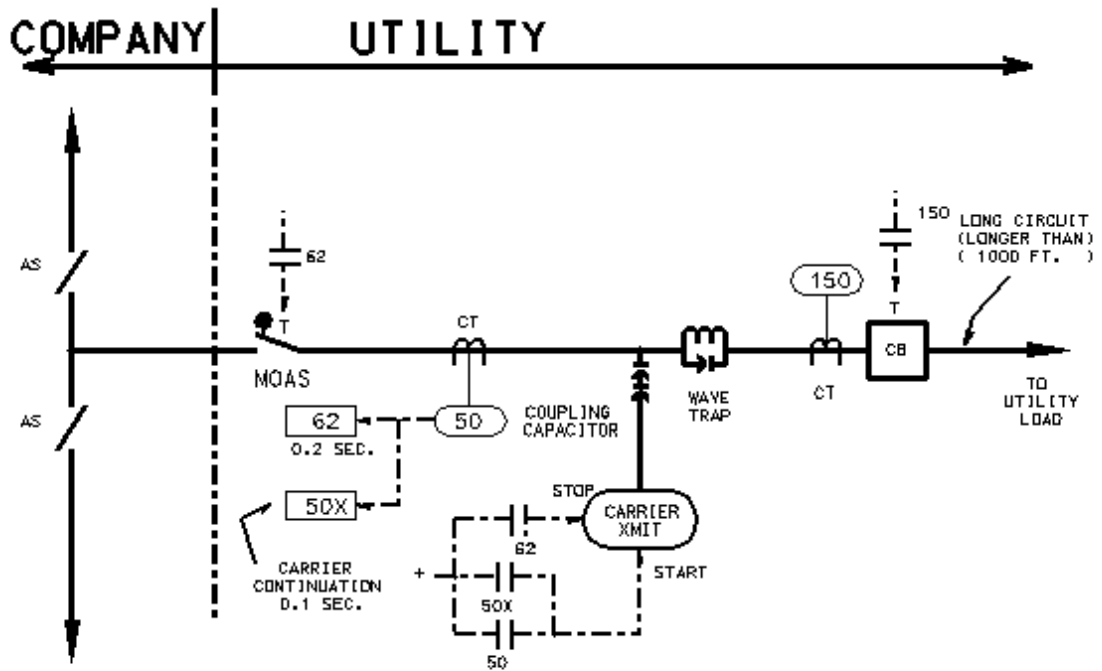 COMPANY
UTILITY
AS
62
T
MOAS
CT
150
150
T
LONG CIRCUIT
(LONGER THAN)
( 1000 FT. )
CB
CT
WAVE
TRAP
TO
UTILITY
LOAD
AS
62
0.2 SEC.
50
COUPLING
CAPACITOR
50X
CARRIER
CONTINUATION
0.1 SEC.
STOP
CARRIER
XMIT
START
62
+
50X
50